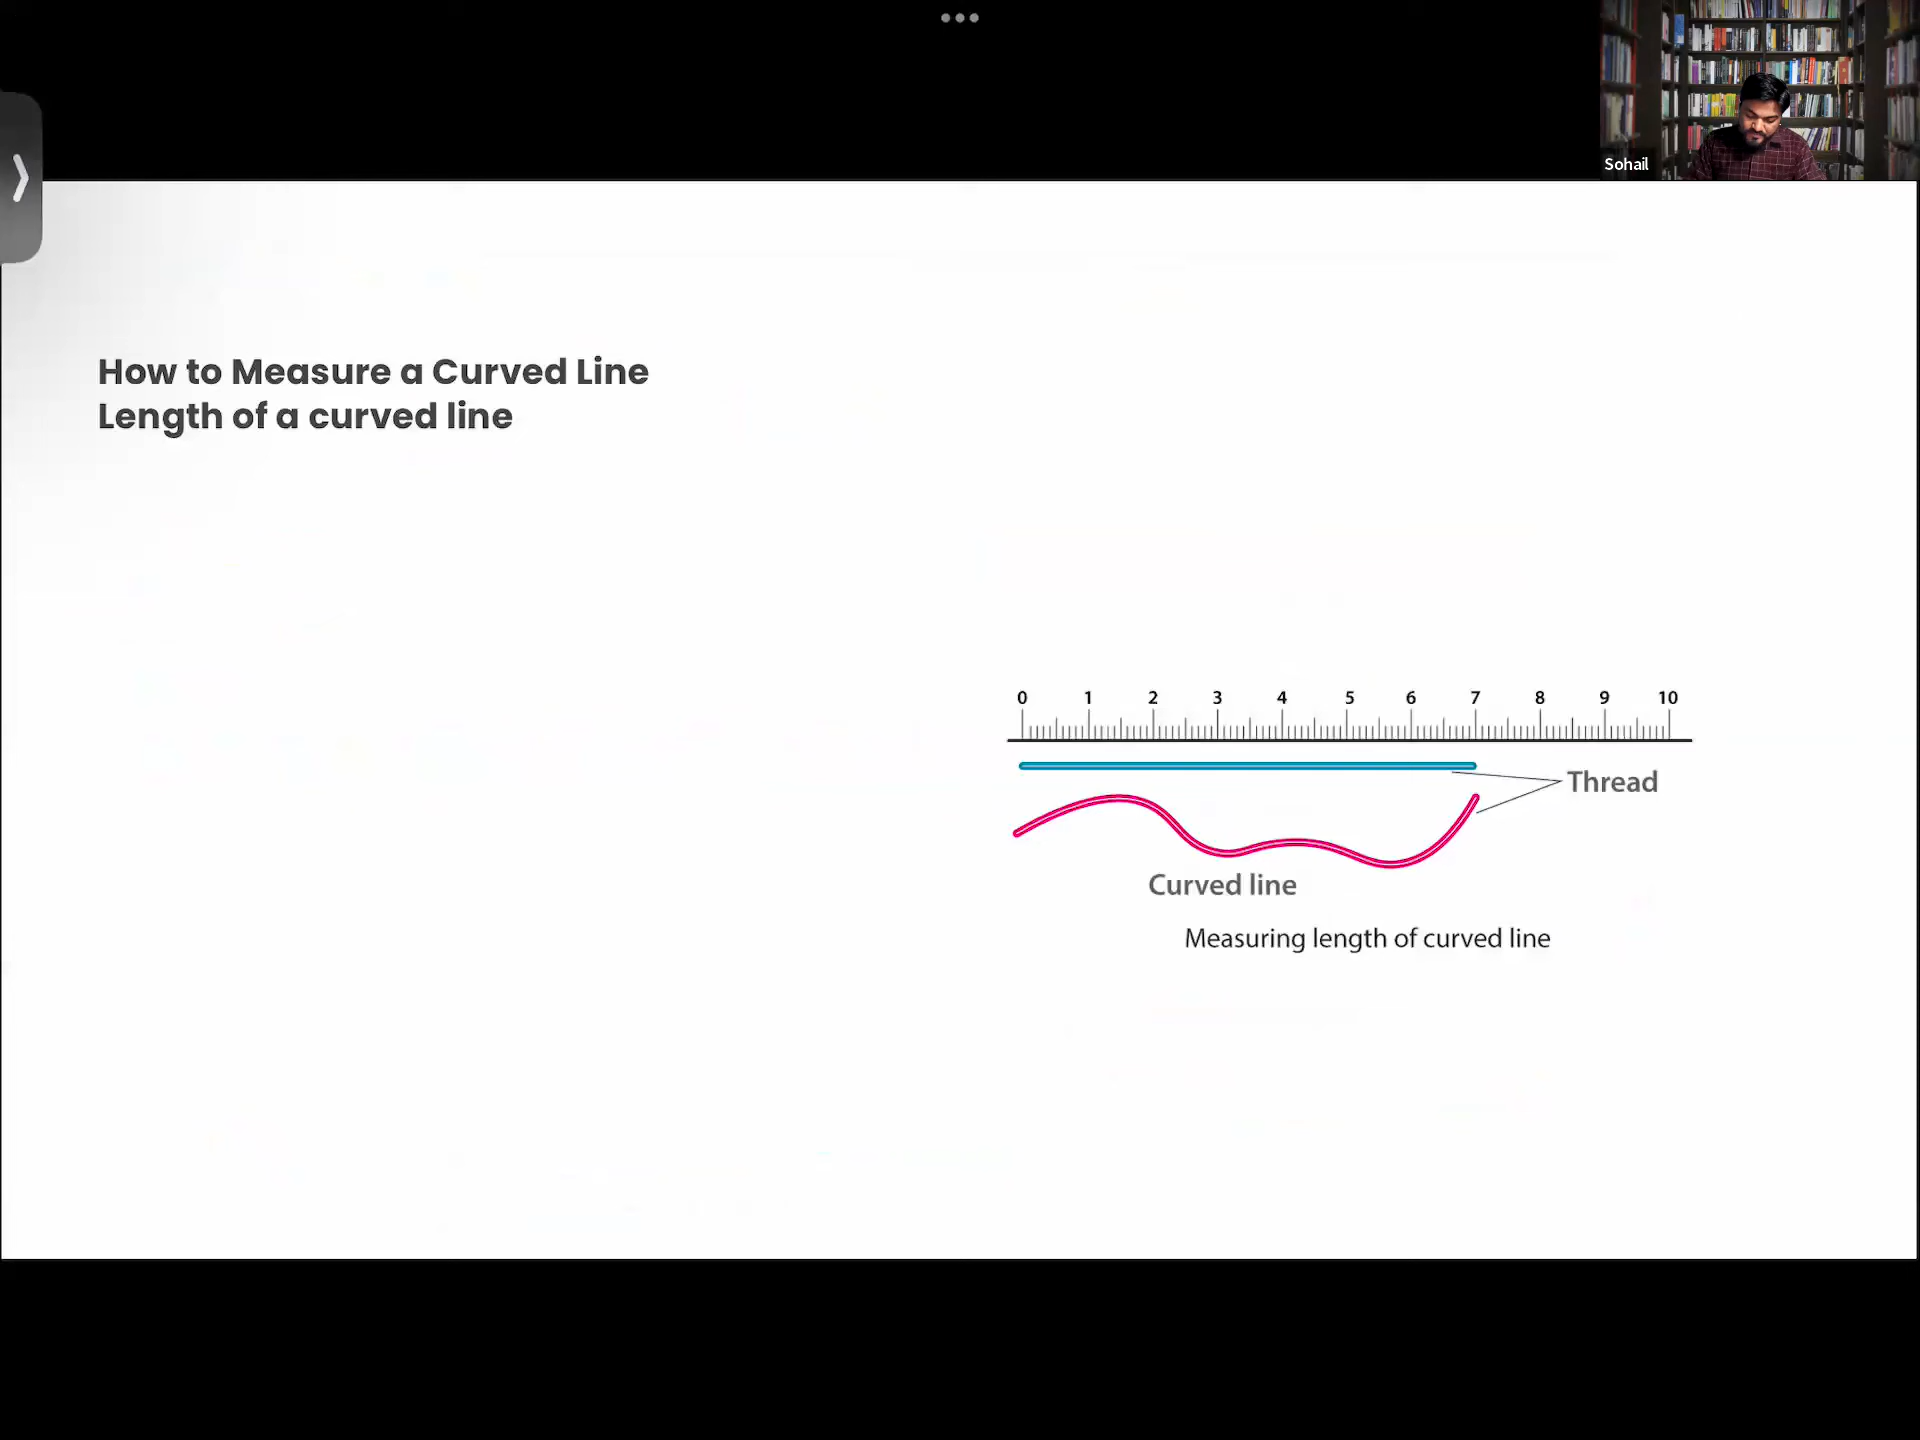 Sohail
How to Measure a Curved Line
Length of a curved line
0 1 2 3 4 5 6 7 8 9 10
Thread
Curved line
Measuring length of curved line